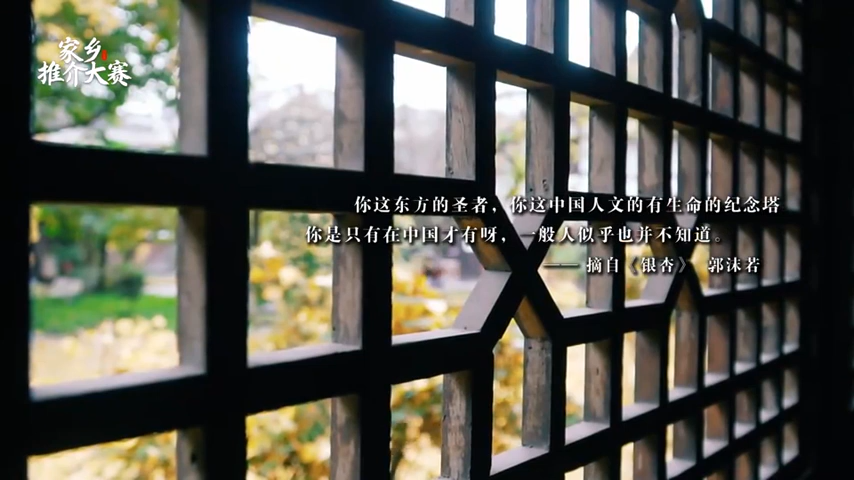 家乡
推介大赛
你这东方的圣者，你这中国人文的有生命的纪念塔
你是只有在中国才有呀，一般人似乎也并不知道。
—— 摘自《银杏》 郭沫若